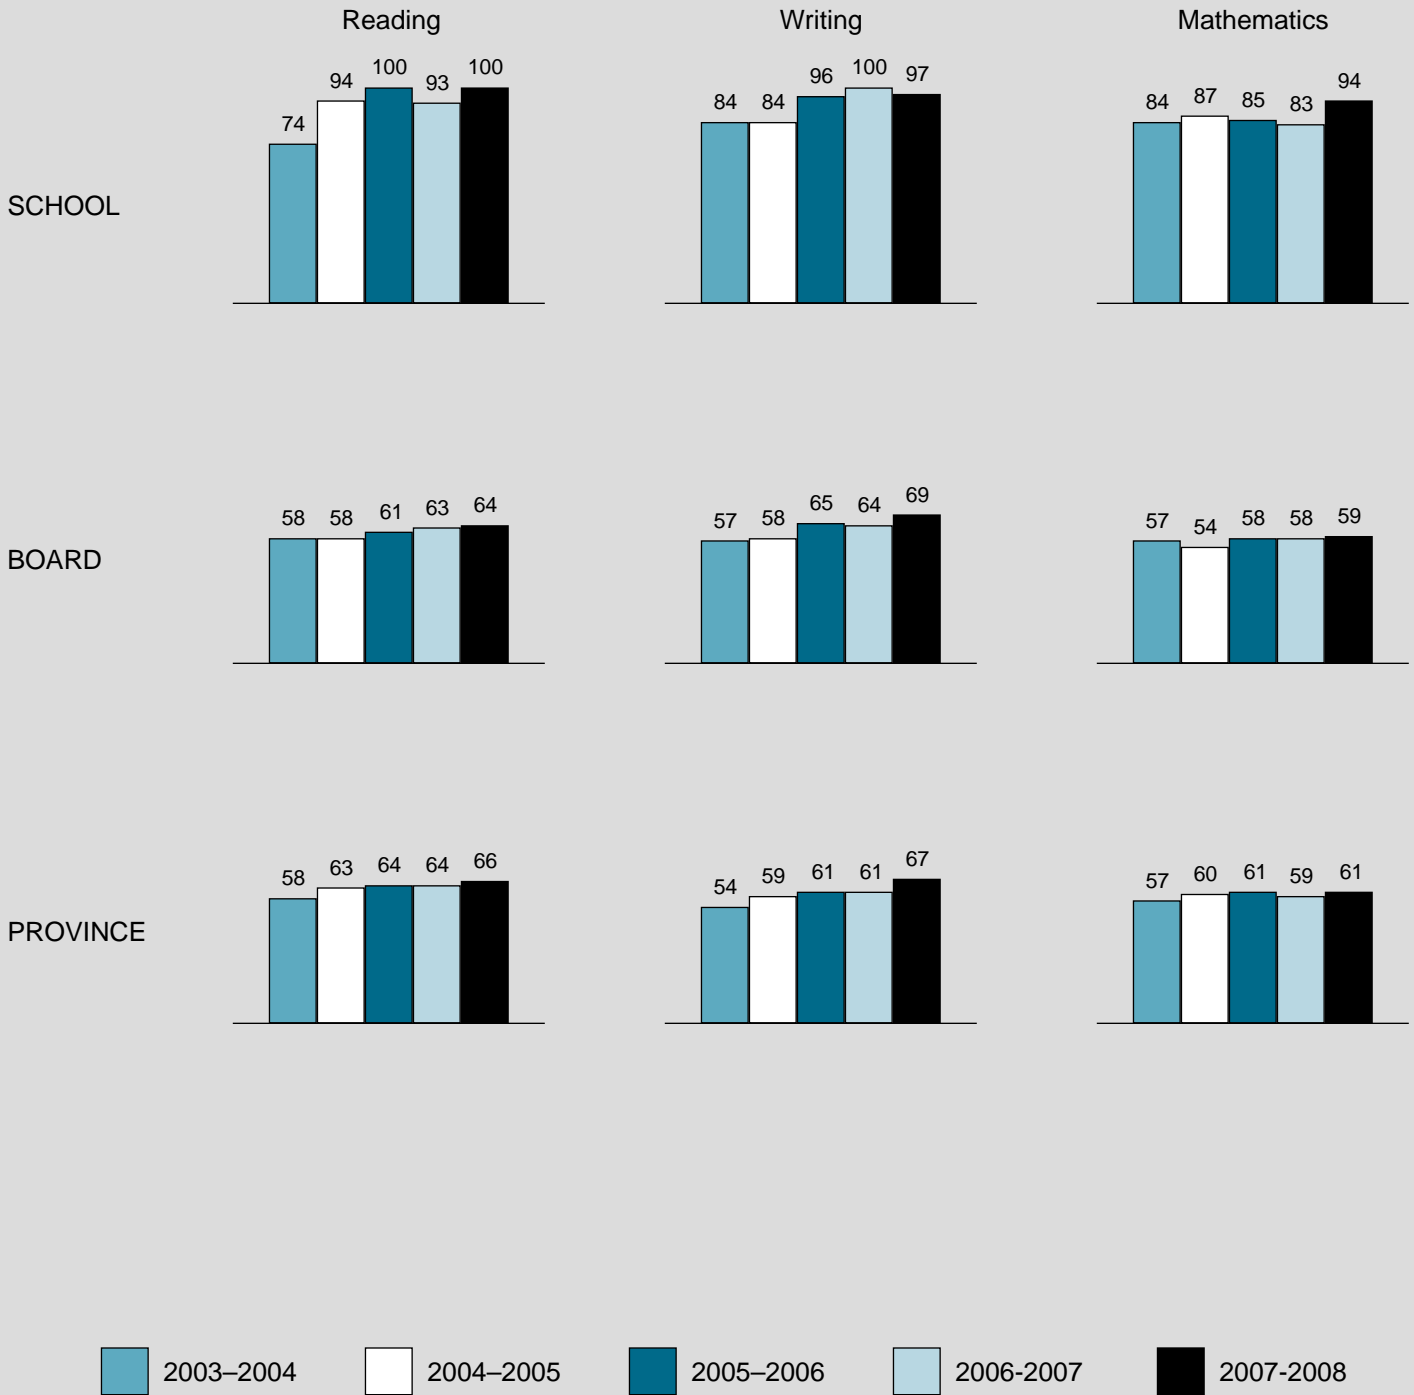 Reading Writing Mathematics
74 94 100 93 100 84 84 96 100 97 84 87 85 83 94
SCHOOL
58 58 61 63 64 57 58 65 64 69 57 54 58 58 59
BOARD
58 63 64 64 66 54 59 61 61 67 57 60 61 59 61
PROVINCE
2003–2004 2004–2005 2005–2006 2006-2007 2007-2008